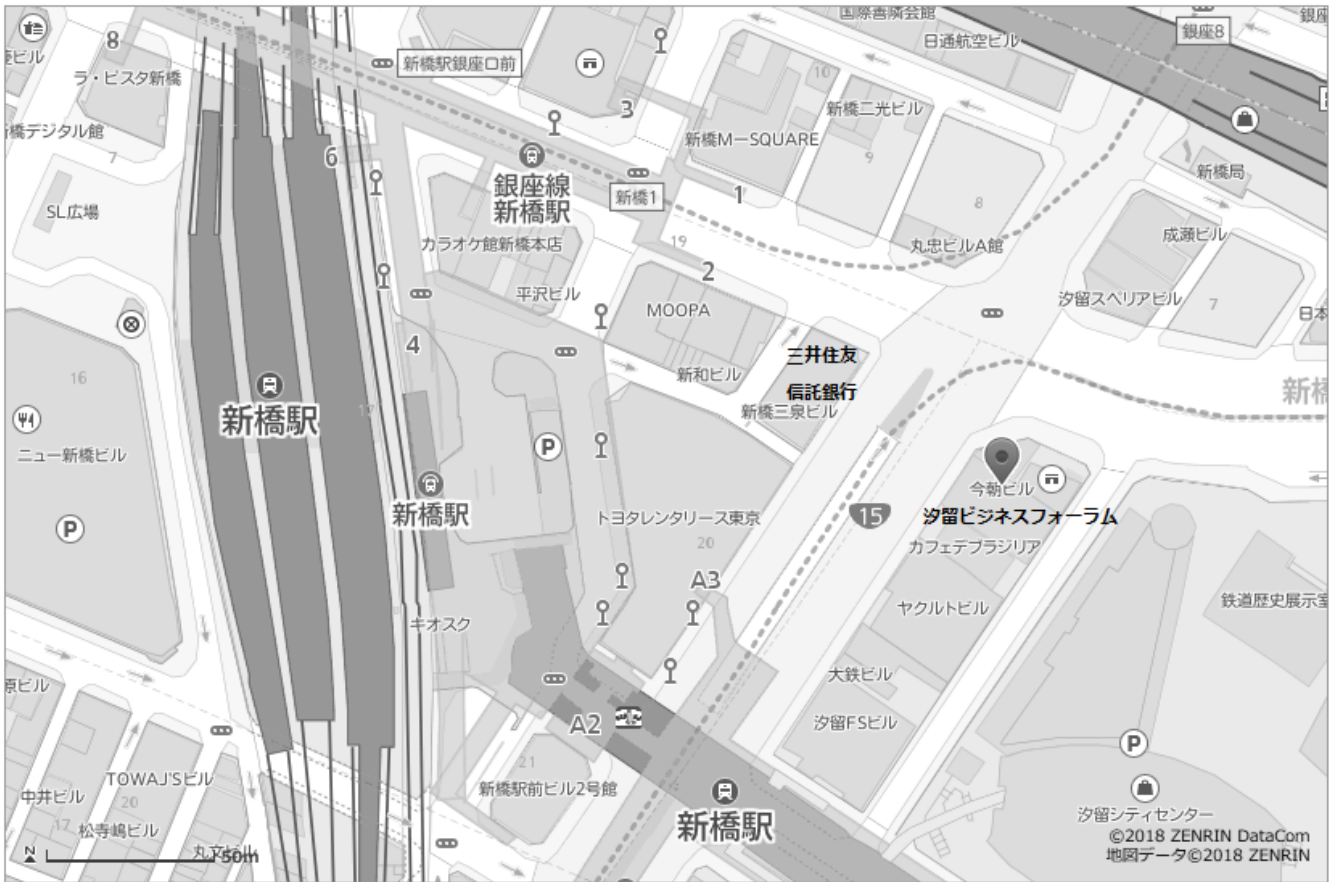 国際善隣会館
銀座8
日通航空ビル
8
新橋駅銀座口前
ラ・ビスタ新橋
10
新橋二光ビル
3
橋デジタル館
7
6
新橋M－SQUARE
9
新橋局
銀座線
新橋駅
新橋1
1
8
SL広場
カラオケ館新橋本店
19
丸忠ビルA館
成瀬ビル
2
平沢ビル
MOOPA
汐留スペリアビル
7
4
三井住友
信託銀行
16
新和ビル
新橋三泉ビル
17
新橋駅
P
ニュー新橋ビル
今朝ビル
新橋駅
トヨタレンタリース東京
15
汐留ビジネスフォーラム
P
20
カフェデブラジリア
A3
ヤクルトビル
鉄道歴史展示室
キオスク
大鉄ビル
A2
汐留FSビル
P
21
TOWAJ'Sビル
新橋駅前ビル2号館
中井ビル
20
新橋駅
汐留シティセンター
17
松寺嶋ビル
丸文ビル
N
50m
©2018 ZENRIN DataCom
地図データ©2018 ZENRIN